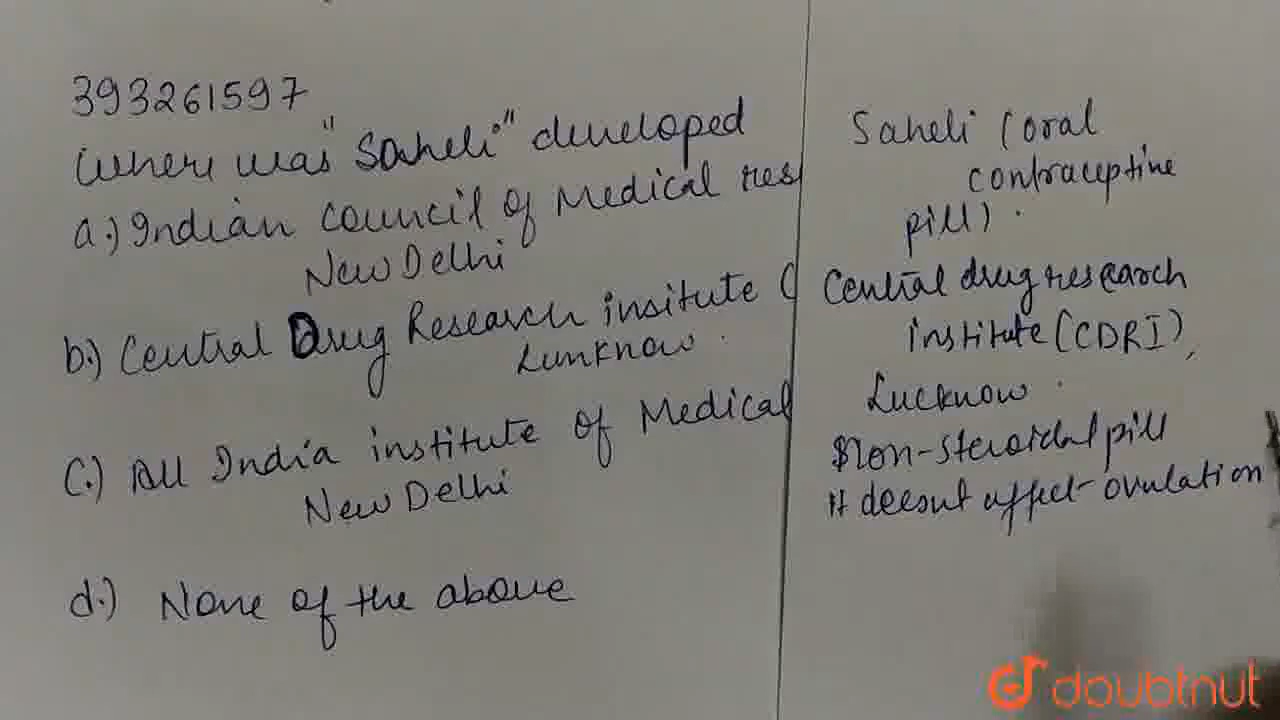 393261597
Where was "Saheli" developed
a.) Indian council of Medical res
New Delhi
b.) Central Drug Research insitute (
Lunknow.
C.) All India institute of Medical
New Delhi
d.) None of the above
Saheli (oral
contraceptive
pill).
Central drug research
institute (CDRI),
Lucknow.
Non-steroidal pill
It doesnt affect ovulation
doubtnut